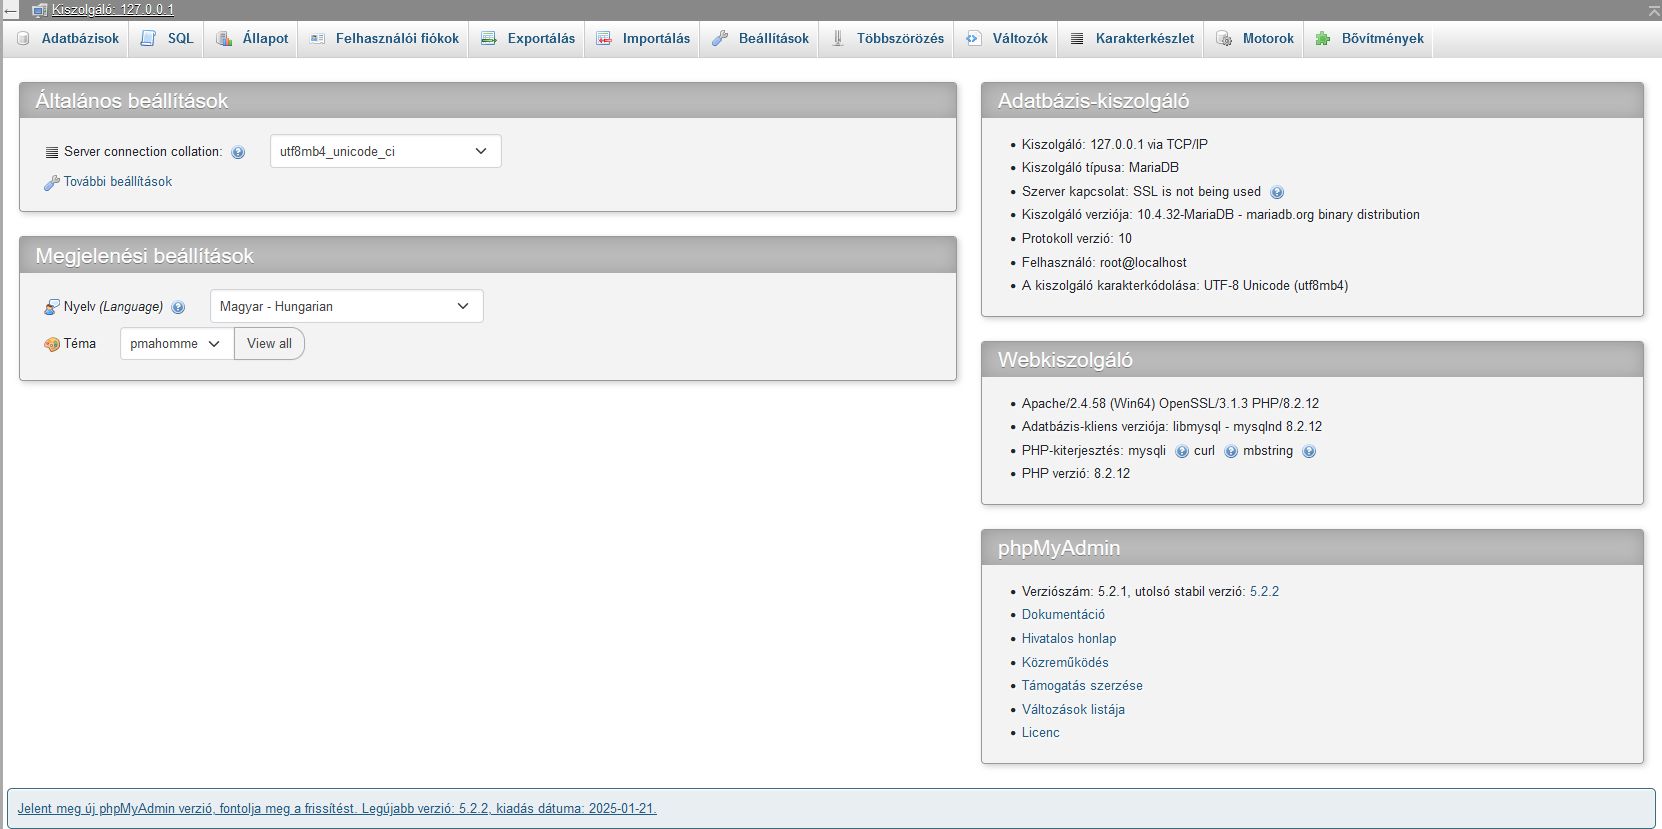 Kiszolgáló: 127.0.0.1
Adatbázisok SQL Állapot Felhasználói fiókok Exportálás Importálás Beállítások Többszörözés Változók Karakterkészlet Motorok Bővítmények
Általános beállítások
Server connection collation: utf8mb4_unicode_ci
További beállítások
Megjelenési beállítások
Nyelv (Language) Magyar - Hungarian
Téma pmahomme View all
Adatbázis-kiszolgáló
Kiszolgáló: 127.0.0.1 via TCP/IP
Kiszolgáló típusa: MariaDB
Szerver kapcsolat: SSL is not being used
Kiszolgáló verziója: 10.4.32-MariaDB - mariadb.org binary distribution
Protokoll verzió: 10
Felhasználó: root@localhost
A kiszolgáló karakterkódolása: UTF-8 Unicode (utf8mb4)
Webkiszolgáló
Apache/2.4.58 (Win64) OpenSSL/3.1.3 PHP/8.2.12
Adatbázis-kliens verziója: libmysql - mysqlnd 8.2.12
PHP-kiterjesztés: mysqli curl mbstring
PHP verzió: 8.2.12
phpMyAdmin
Verziószám: 5.2.1, utolsó stabil verzió: 5.2.2
Dokumentáció
Hivatalos honlap
Közreműködés
Támogatás szerzése
Változások listája
Licenc
Jelent meg új phpMyAdmin verzió, fontolja meg a frissítést. Legújabb verzió: 5.2.2, kiadás dátuma: 2025-01-21.